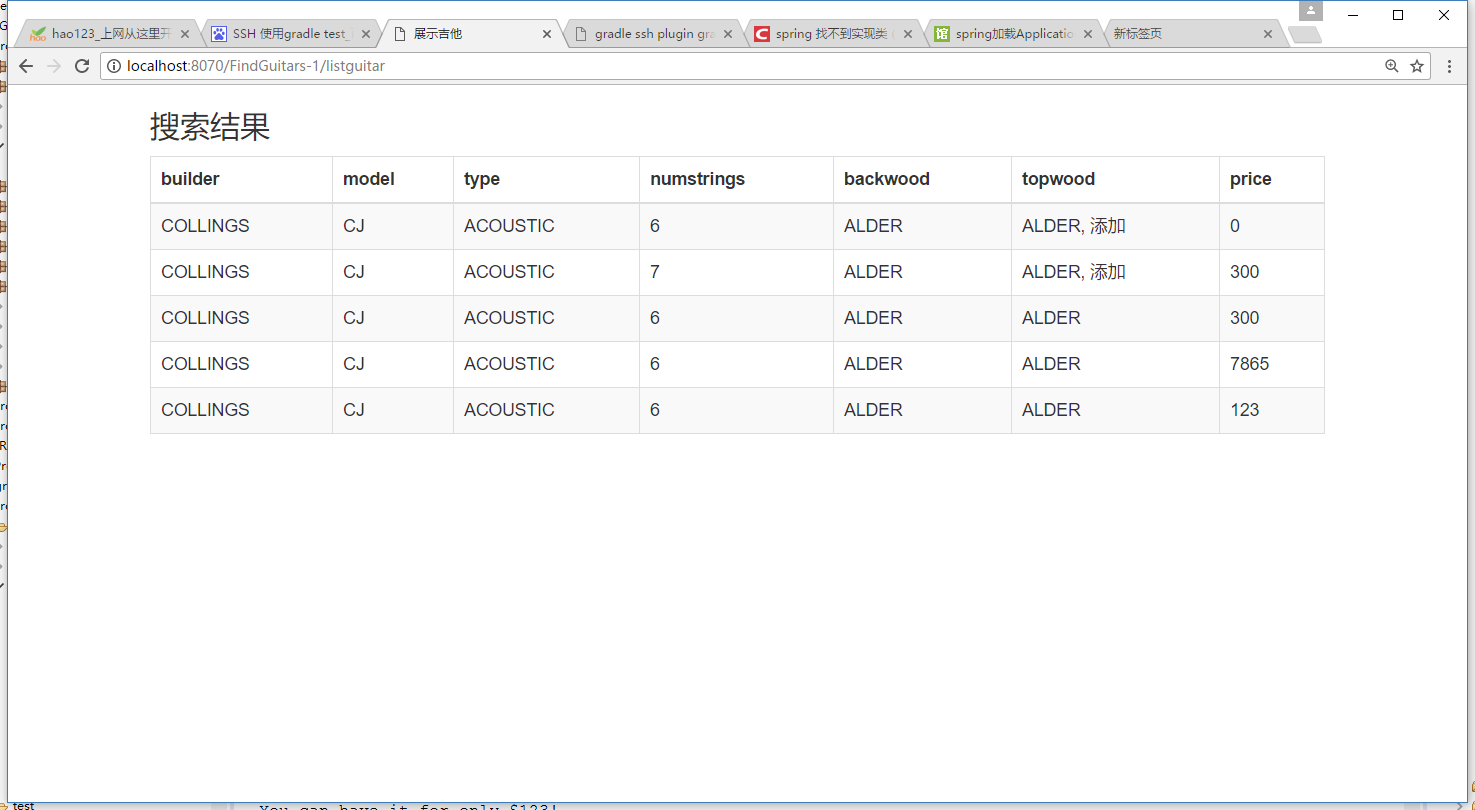 hao123_上网从这里开
SSH 使用gradle test_
展示吉他
gradle ssh plugin gra
spring 找不到实现类
spring加载Applicatio
新标签页
localhost:8070/FindGuitars-1/listguitar
搜索结果
builder model type numstrings backwood topwood price
COLLINGS CJ ACOUSTIC 6 ALDER ALDER, 添加 0
COLLINGS CJ ACOUSTIC 7 ALDER ALDER, 添加 300
COLLINGS CJ ACOUSTIC 6 ALDER ALDER 300
COLLINGS CJ ACOUSTIC 6 ALDER ALDER 7865
COLLINGS CJ ACOUSTIC 6 ALDER ALDER 123
test
You can have it for only $123!